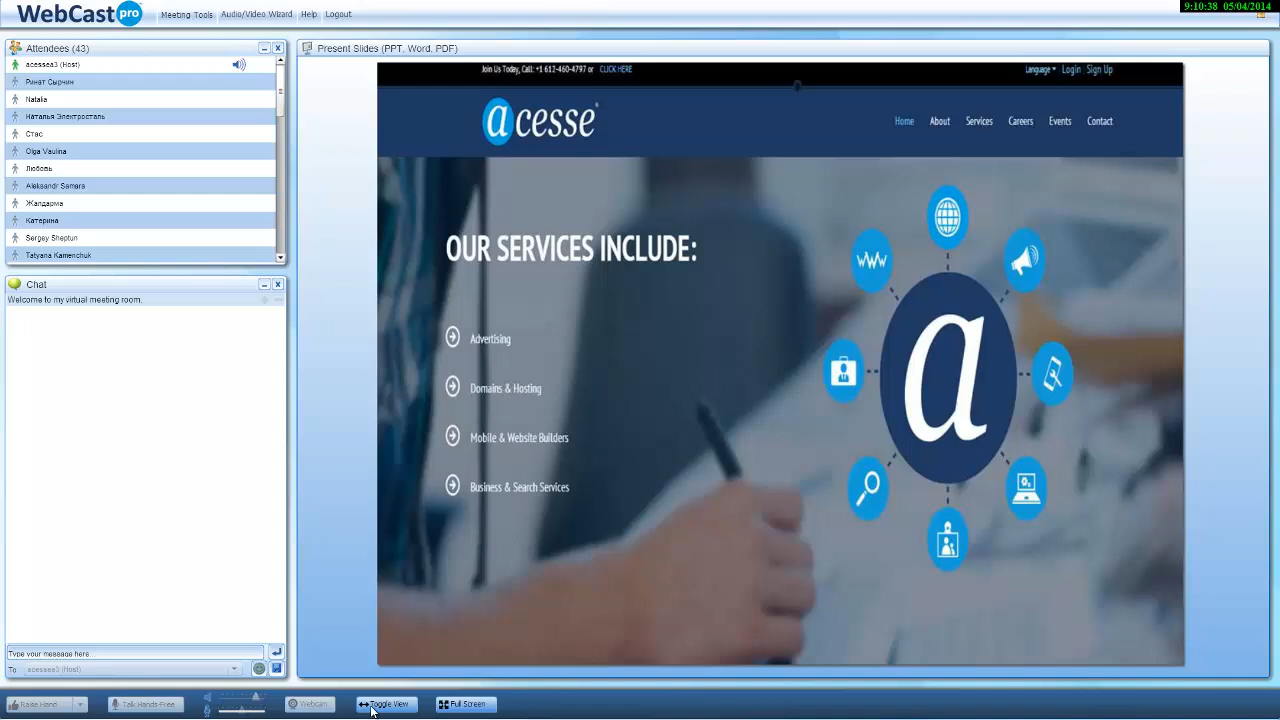 9:10:38 05/04/2014
WebCast pro
Meeting Tools Audio/Video Wizard Help Logout
Attendees (43)
acessea3 (Host)
Ринат Сырчин
Natalia
Наталья Электросталь
Стас
Olga Vaulina
Любовь
Aleksandr Samara
Жалдарма
Катерина
Sergey Sheptun
Tatyana Kamenchuk
Chat
Welcome to my virtual meeting room.
Type your message here...
To acessea3 (Host)
Present Slides (PPT, Word, PDF)
Join Us Today, Call: +1 612-460-4797 or CLICK HERE
Language Login Sign Up
acesse
Home About Services Careers Events Contact
OUR SERVICES INCLUDE:
Advertising
Domains & Hosting
Mobile & Website Builders
Business & Search Services
www
a
Raise Hand Talk Hands-Free Webcam Toggle View Full Screen